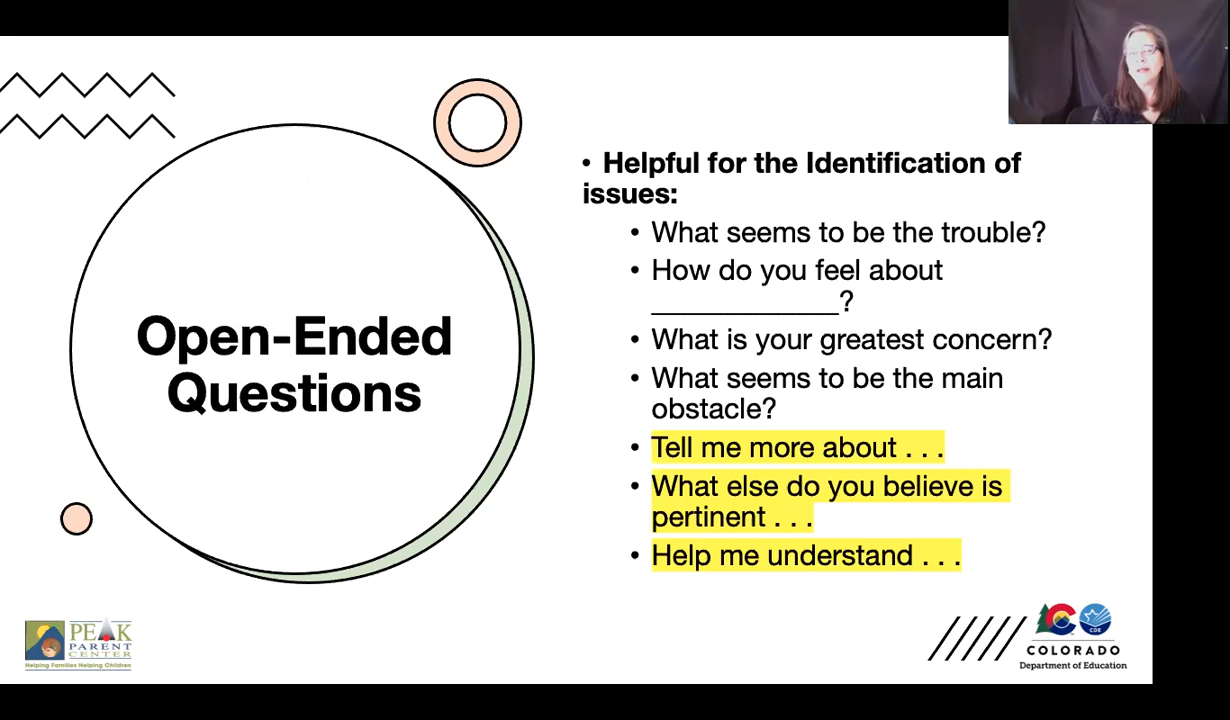 Open-Ended
Questions
• Helpful for the Identification of
issues:
• What seems to be the trouble?
• How do you feel about
_____________?
• What is your greatest concern?
• What seems to be the main
obstacle?
• Tell me more about . . .
• What else do you believe is
pertinent . . .
• Help me understand . . .
PEAK
PARENT
CENTER
Helping Families Helping Children
CDE
COLORADO
Department of Education